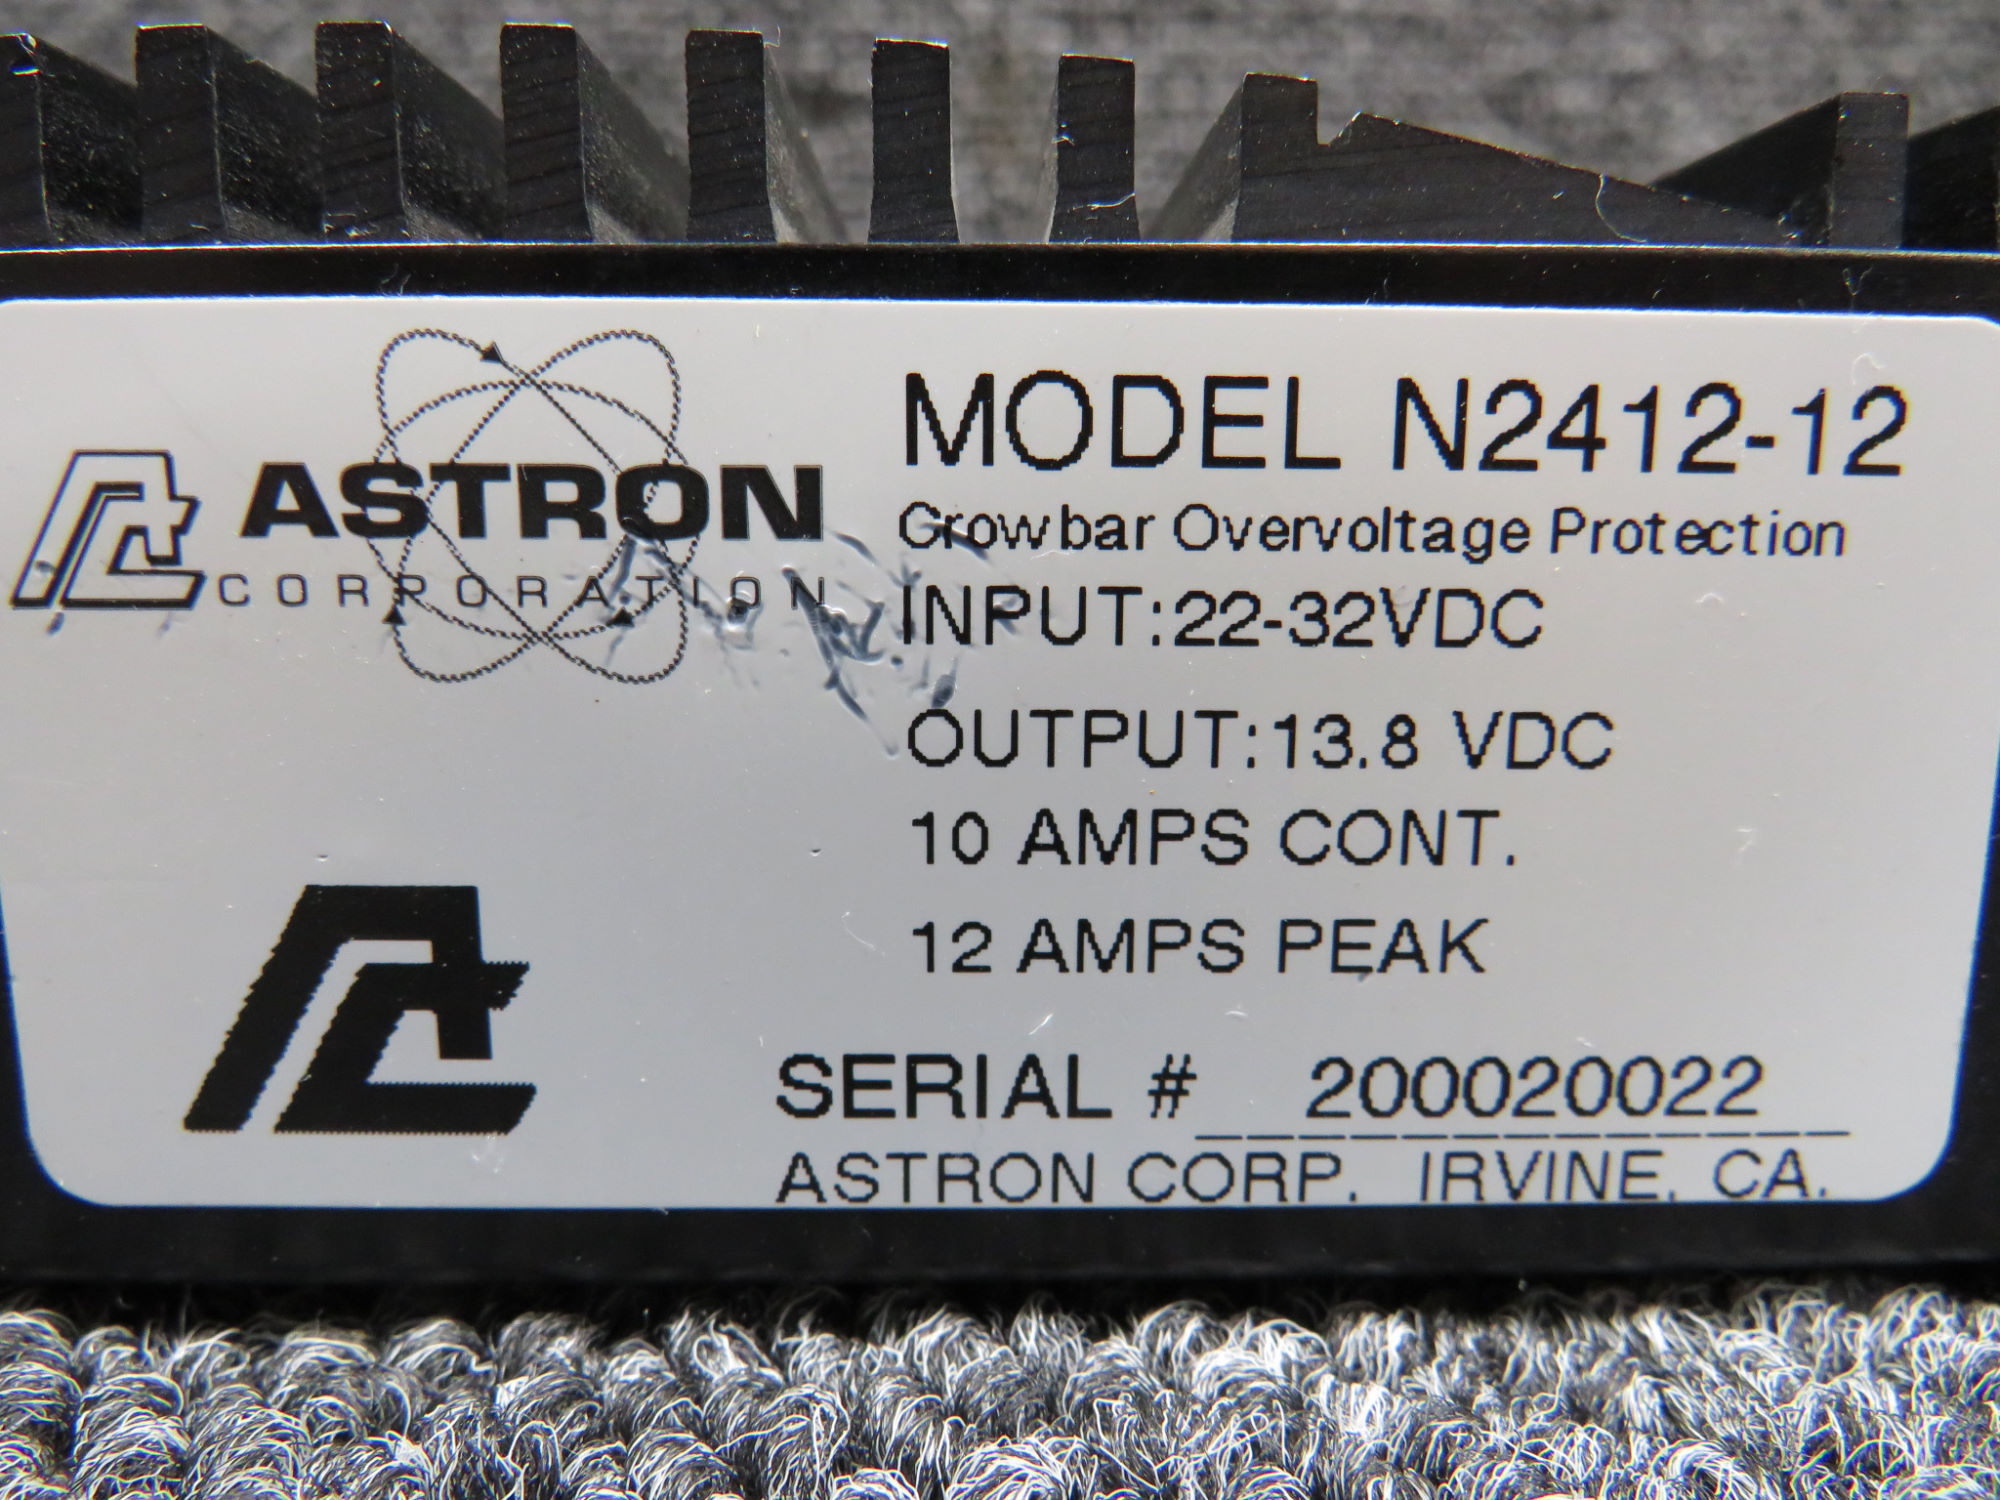 ASTRON
CORPORATION
MODEL N2412-12
Crowbar Overvoltage Protection
INPUT:22-32VDC
OUTPUT:13.8 VDC
10 AMPS CONT.
12 AMPS PEAK
SERIAL # 200020022
ASTRON CORP. IRVINE, CA.